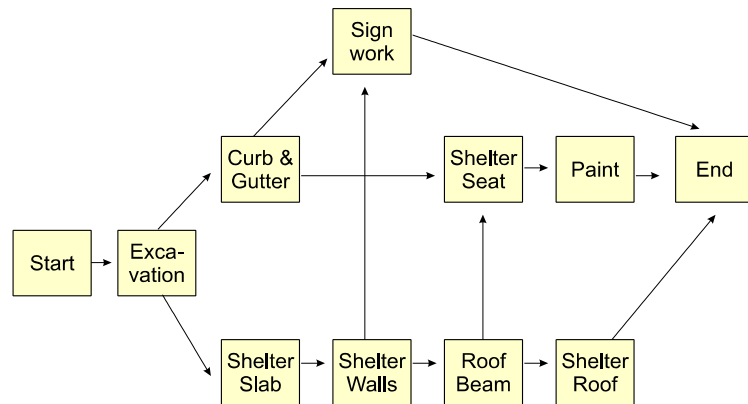 Sign
work
Curb &
Gutter
Shelter
Seat
Paint
End
Start
Exca-
vation
Shelter
Slab
Shelter
Walls
Roof
Beam
Shelter
Roof